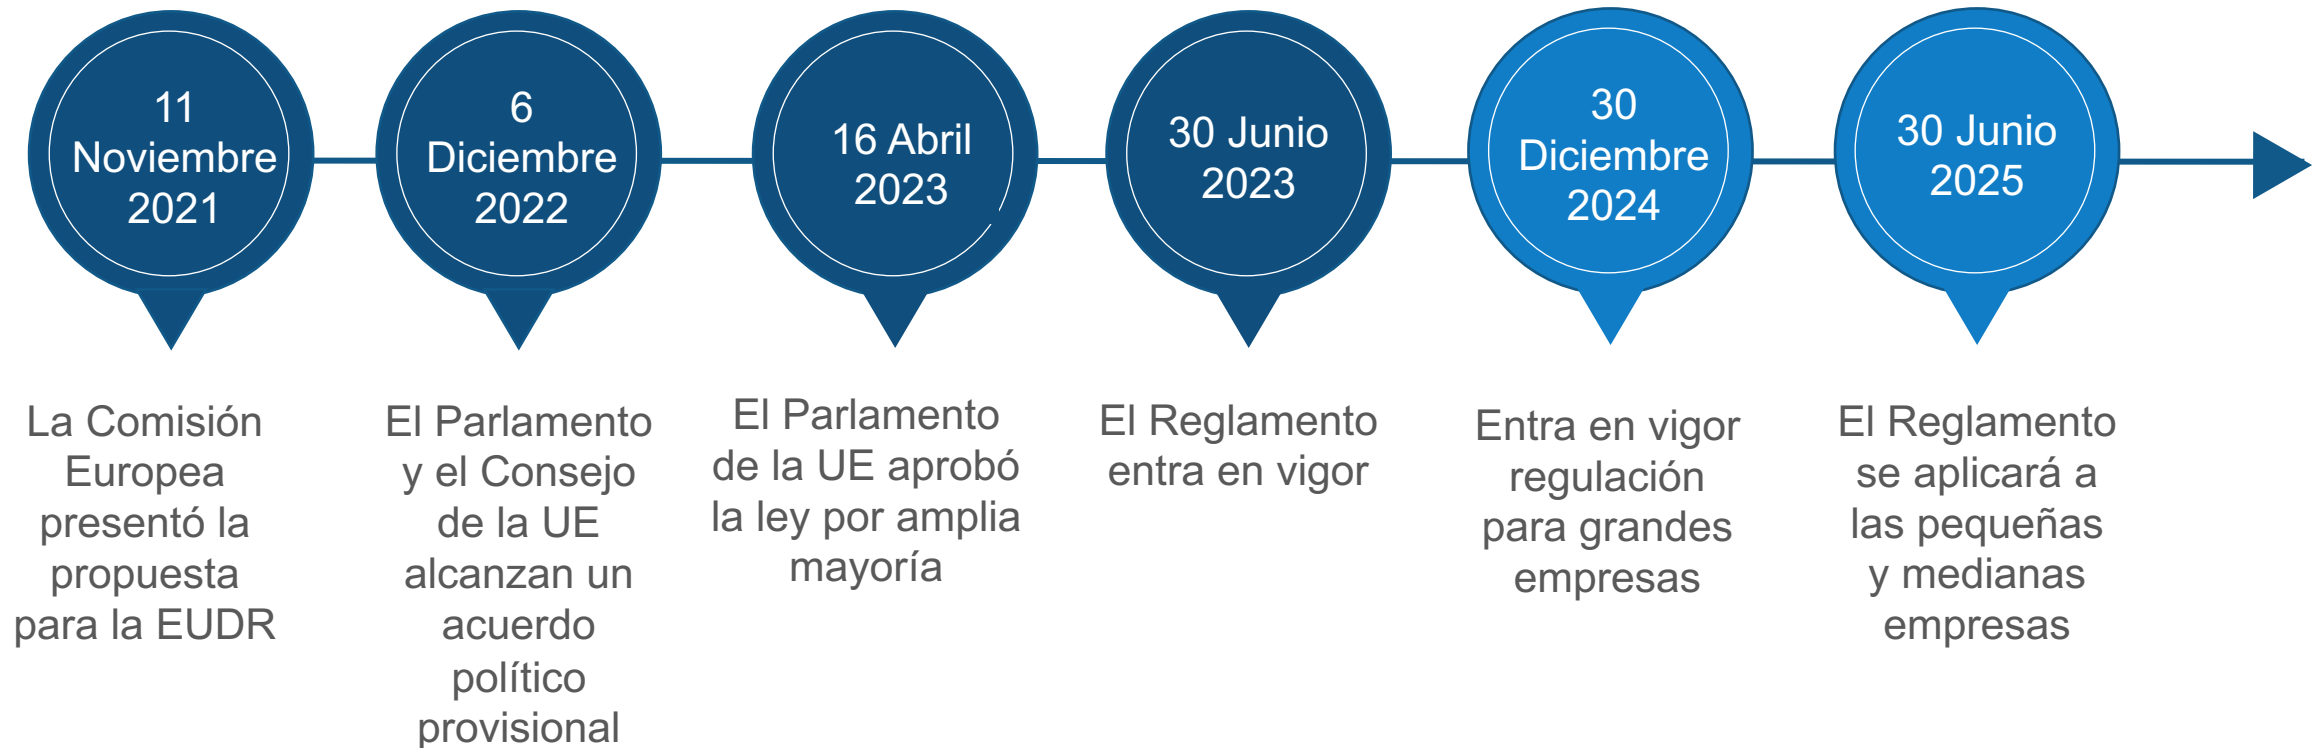 11
Noviembre
2021
6
Diciembre
2022
16 Abril
2023
30 Junio
2023
30
Diciembre
2024
30 Junio
2025
La Comisión
Europea
presentó la
propuesta
para la EUDR
El Parlamento
y el Consejo
de la UE
alcanzan un
acuerdo
político
provisional
El Parlamento
de la UE aprobó
la ley por amplia
mayoría
El Reglamento
entra en vigor
Entra en vigor
regulación
para grandes
empresas
El Reglamento
se aplicará a
las pequeñas
y medianas
empresas